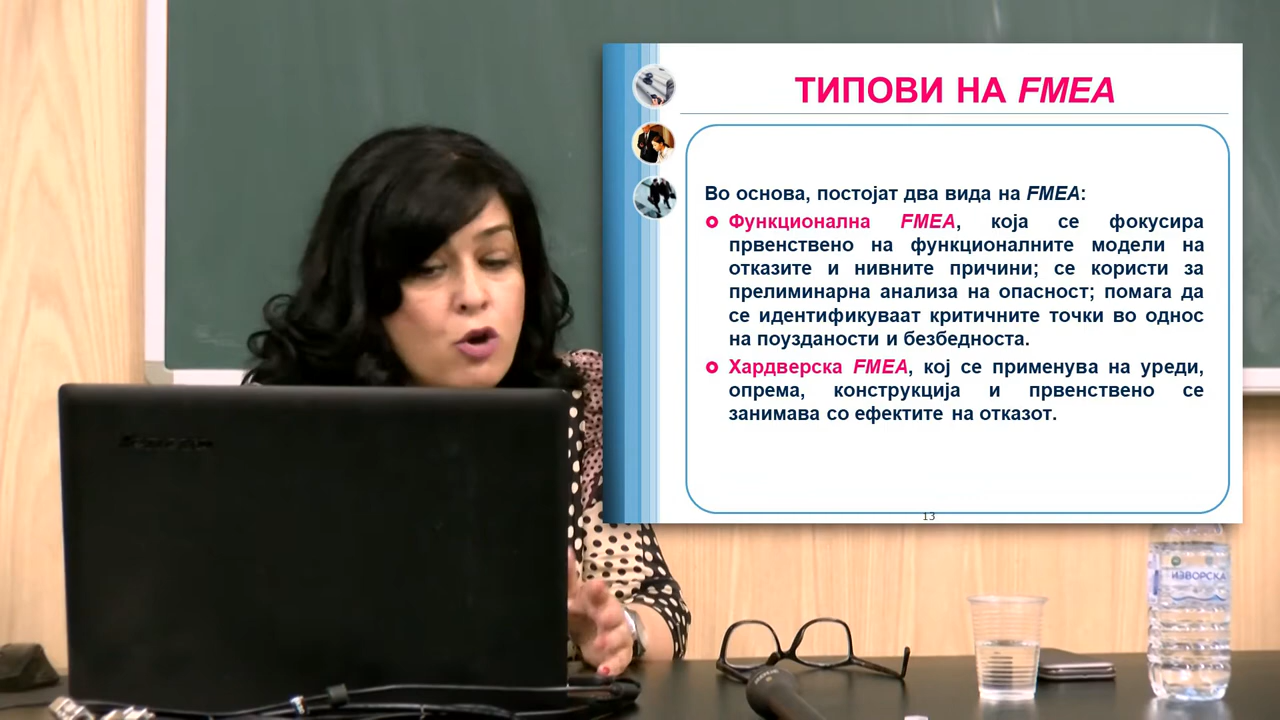 ТИПОВИ НА FMEA
Во основа, постојат два вида на FMEA:
Функционална FMEA, која се фокусира
првенствено на функционалните модели на
отказите и нивните причини; се користи за
прелиминарна анализа на опасност; помага да
се идентификуваат критичните точки во однос
на поузданости и безбедноста.
Хардверска FMEA, кој се применува на уреди,
опрема, конструкција и првенствено се
занимава со ефектите на отказот.
13
ИЗВОРСКА